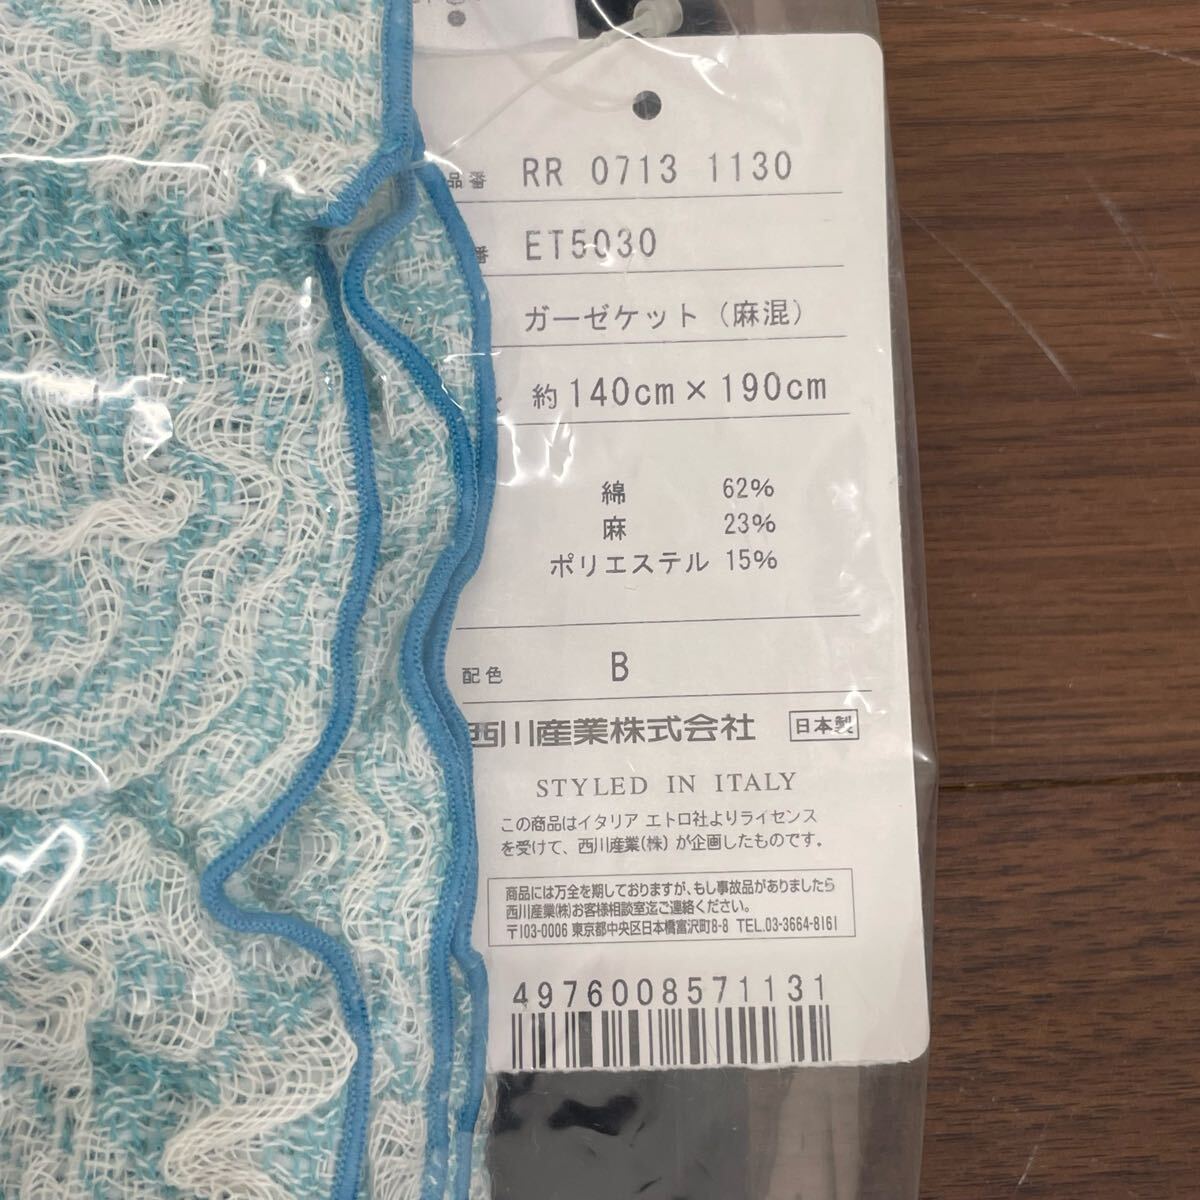 品番 RR 0713 1130
番 ET5030
ガーゼケット（麻混）
約140cm×190cm
綿 62%
麻 23%
ポリエステル 15%
配色 B
西川産業株式会社 日本製
STYLED IN ITALY
この商品はイタリア エトロ社よりライセンス
を受けて、西川産業(株)が企画したものです。
商品には万全を期しておりますが、もし事故品がありましたら
西川産業(株)お客様相談室迄ご連絡ください。
〒103-0006 東京都中央区日本橋富沢町8-8 TEL.03-3664-8161
4976008571131